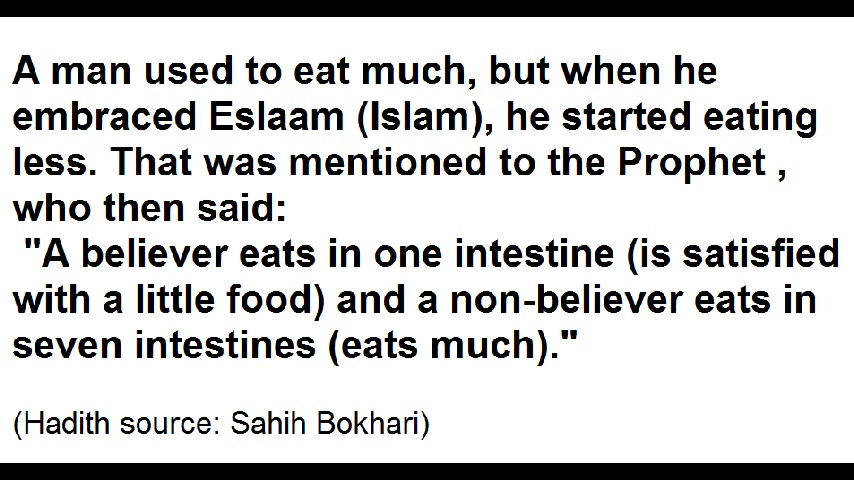 A man used to eat much, but when he
embraced Eslaam (Islam), he started eating
less. That was mentioned to the Prophet ,
who then said:
"A believer eats in one intestine (is satisfied
with a little food) and a non-believer eats in
seven intestines (eats much)."
(Hadith source: Sahih Bokhari)